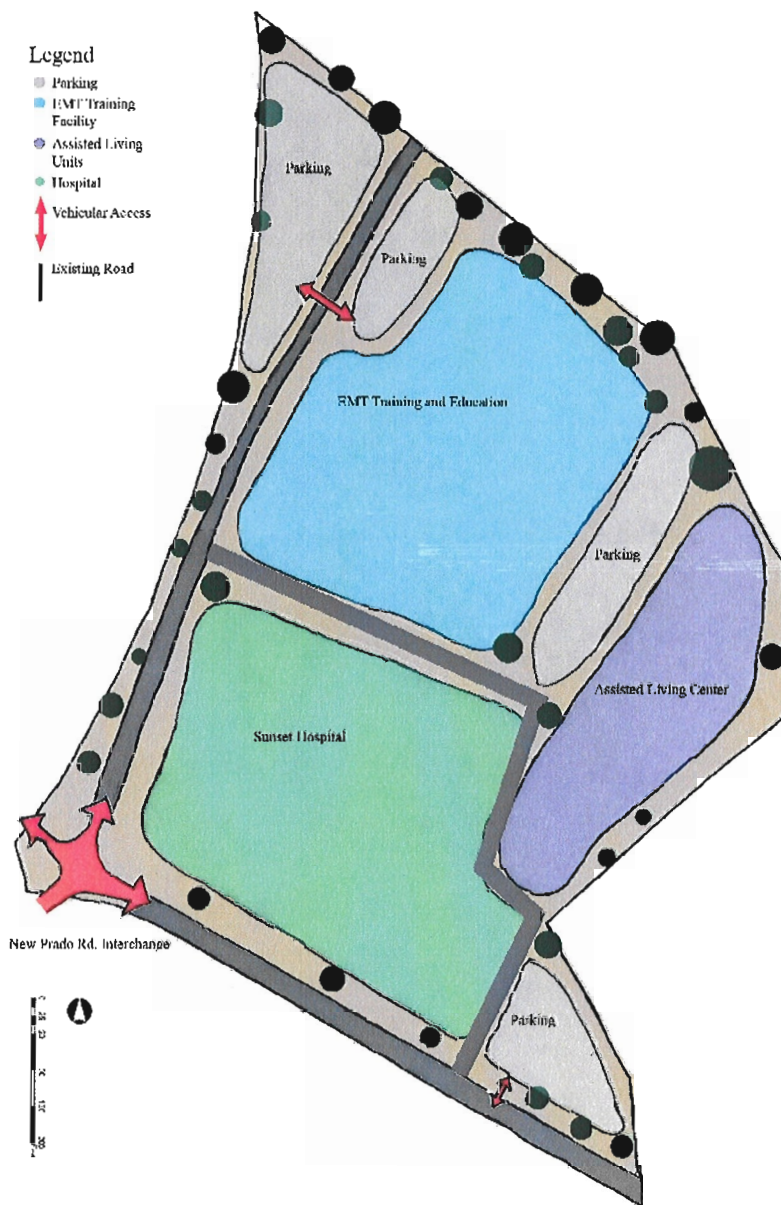 Legend
Parking
EMT Training
Facility
Assisted Living
Units
Hospital
Vehicular Access
Existing Road
Parking
Parking
EMT Training and Education
Parking
Assisted Living Center
Sunset Hospital
New Prado Rd. Interchange
Parking